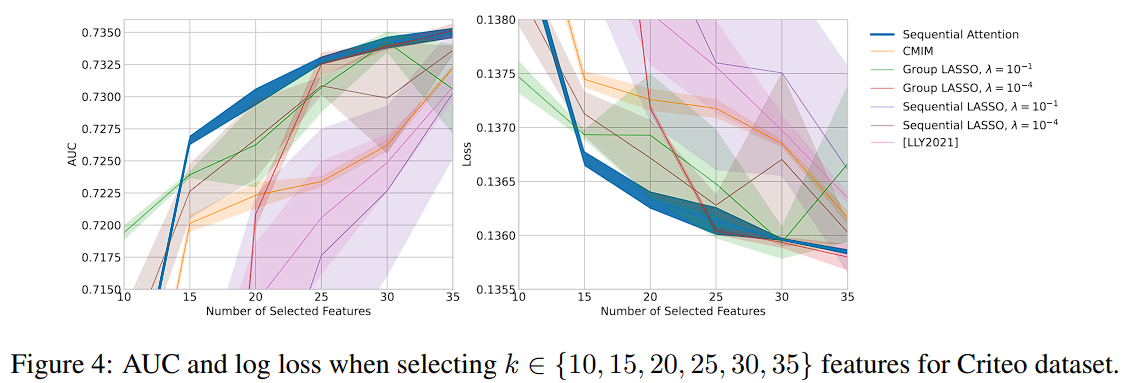 0.7350
0.7325
0.7300
0.7275
0.7250
0.7225
0.7200
0.7175
0.7150
AUC
10 15 20 25 30 35
Number of Selected Features
0.1380
0.1375
0.1370
0.1365
0.1360
0.1355
Loss
10 15 20 25 30 35
Number of Selected Features
Sequential Attention
CMIM
Group LASSO, λ = 10⁻¹
Group LASSO, λ = 10⁻⁴
Sequential LASSO, λ = 10⁻¹
Sequential LASSO, λ = 10⁻⁴
[LLY2021]
Figure 4: AUC and log loss when selecting k ∈ {10, 15, 20, 25, 30, 35} features for Criteo dataset.